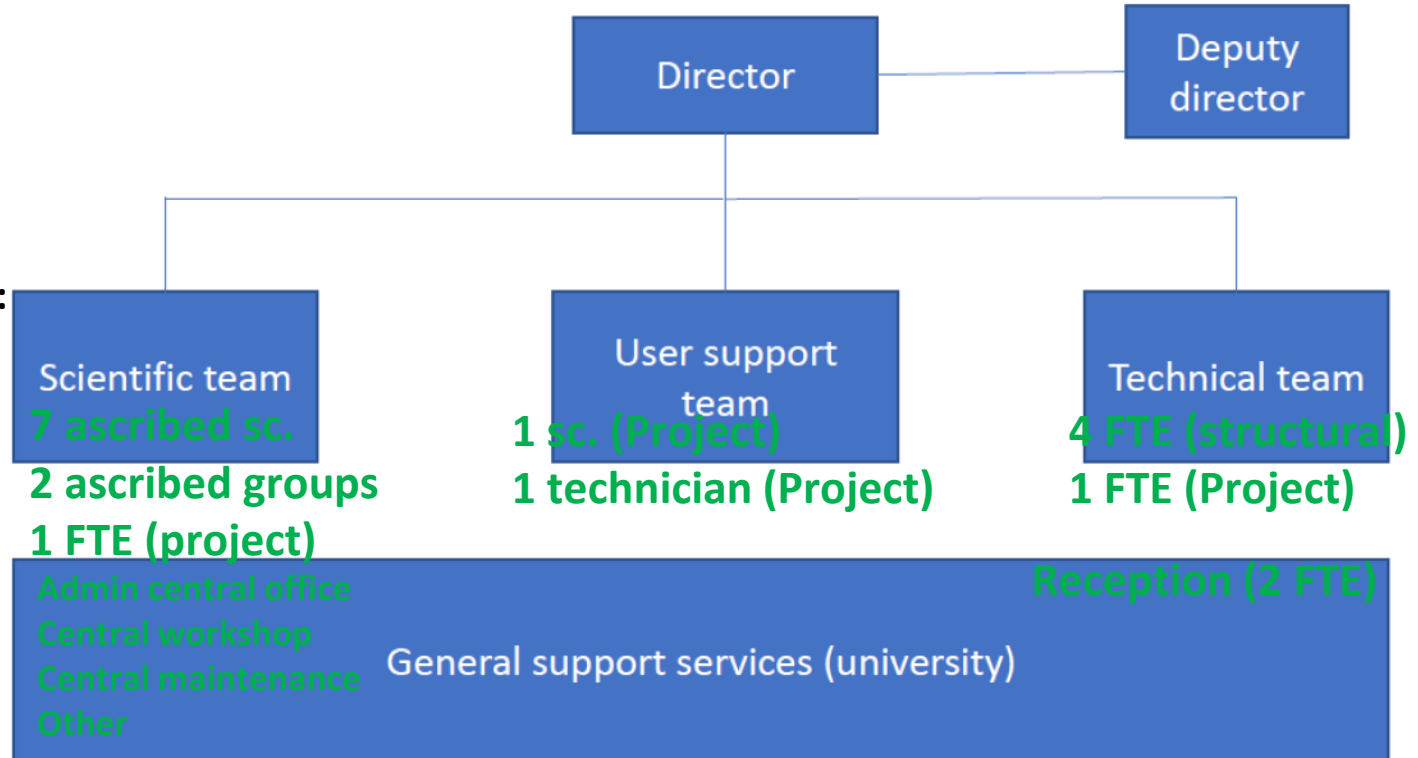 Director
Deputy
director
:
Scientific team
7 ascribed sc.
2 ascribed groups
1 FTE (project)
User support
team
1 sc. (Project)
1 technician (Project)
Technical team
4 FTE (structural)
1 FTE (Project)
Admin central office
Central workshop
Central maintenance
Other
General support services (university)
Reception (2 FTE)